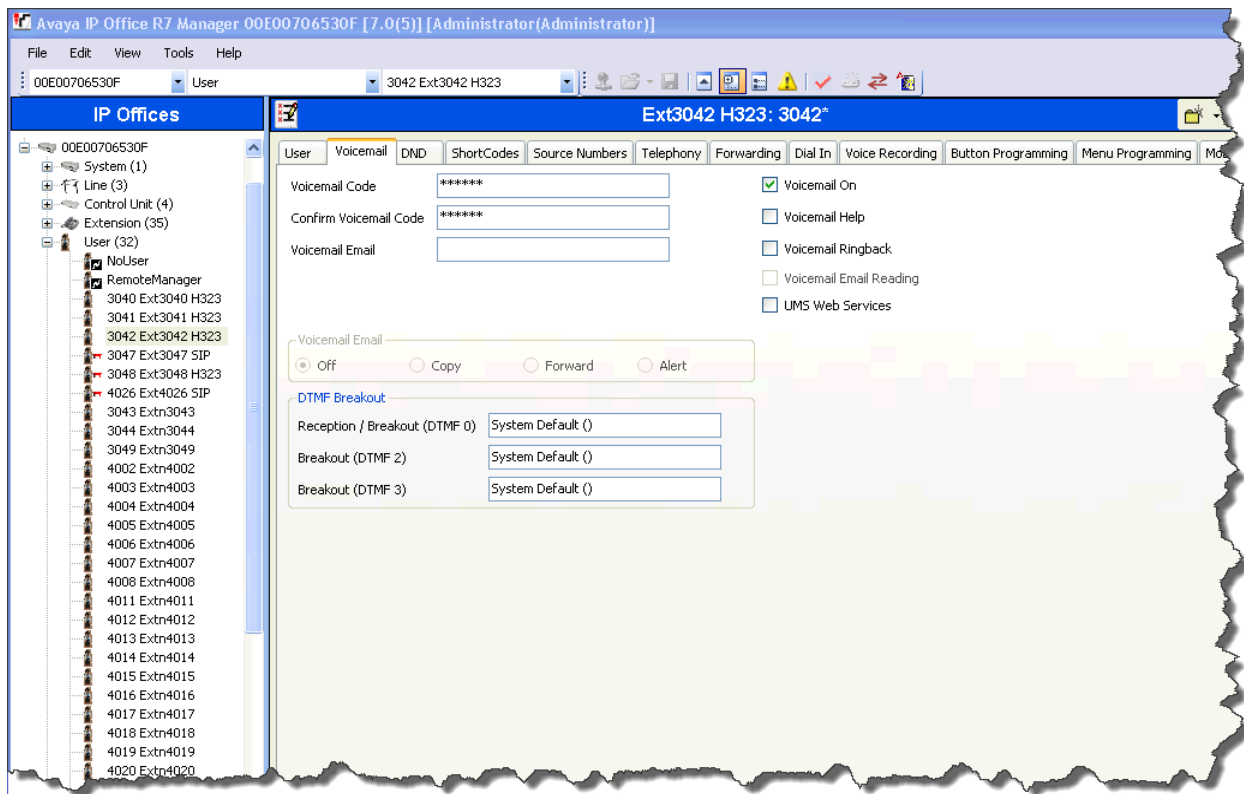 Avaya IP Office R7 Manager 00E00706530F [7.0(5)] [Administrator(Administrator)]
File Edit View Tools Help
00E00706530F User 3042 Ext3042 H323
IP Offices
Ext3042 H323: 3042*
00E00706530F
System (1)
Line (3)
Control Unit (4)
Extension (35)
User (32)
NoUser
RemoteManager
3040 Ext3040 H323
3041 Ext3041 H323
3042 Ext3042 H323
3047 Ext3047 SIP
3048 Ext3048 H323
4026 Ext4026 SIP
3043 Extn3043
3044 Extn3044
3049 Extn3049
4002 Extn4002
4003 Extn4003
4004 Extn4004
4005 Extn4005
4006 Extn4006
4007 Extn4007
4008 Extn4008
4011 Extn4011
4012 Extn4012
4013 Extn4013
4014 Extn4014
4015 Extn4015
4016 Extn4016
4017 Extn4017
4018 Extn4018
4019 Extn4019
4020 Extn4020
User Voicemail DND ShortCodes Source Numbers Telephony Forwarding Dial In Voice Recording Button Programming Menu Programming
Voicemail Code ******
Confirm Voicemail Code ******
Voicemail Email
Voicemail On
Voicemail Help
Voicemail Ringback
Voicemail Email Reading
UMS Web Services
Voicemail Email
Off Copy Forward Alert
DTMF Breakout
Reception / Breakout (DTMF 0) System Default ()
Breakout (DTMF 2) System Default ()
Breakout (DTMF 3) System Default ()